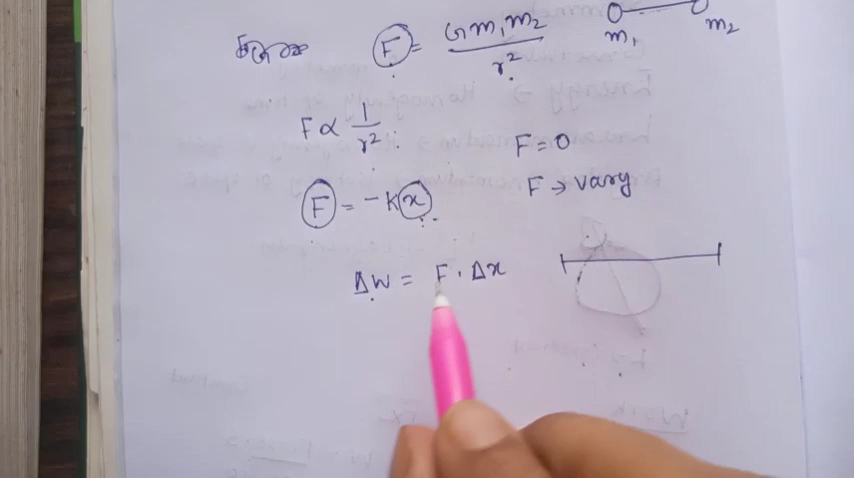 F = Gm₁m₂/r²
m₁ m₂
F ∝ 1/r²
F = 0
F = -Kx
F → vary
ΔW = F · Δx